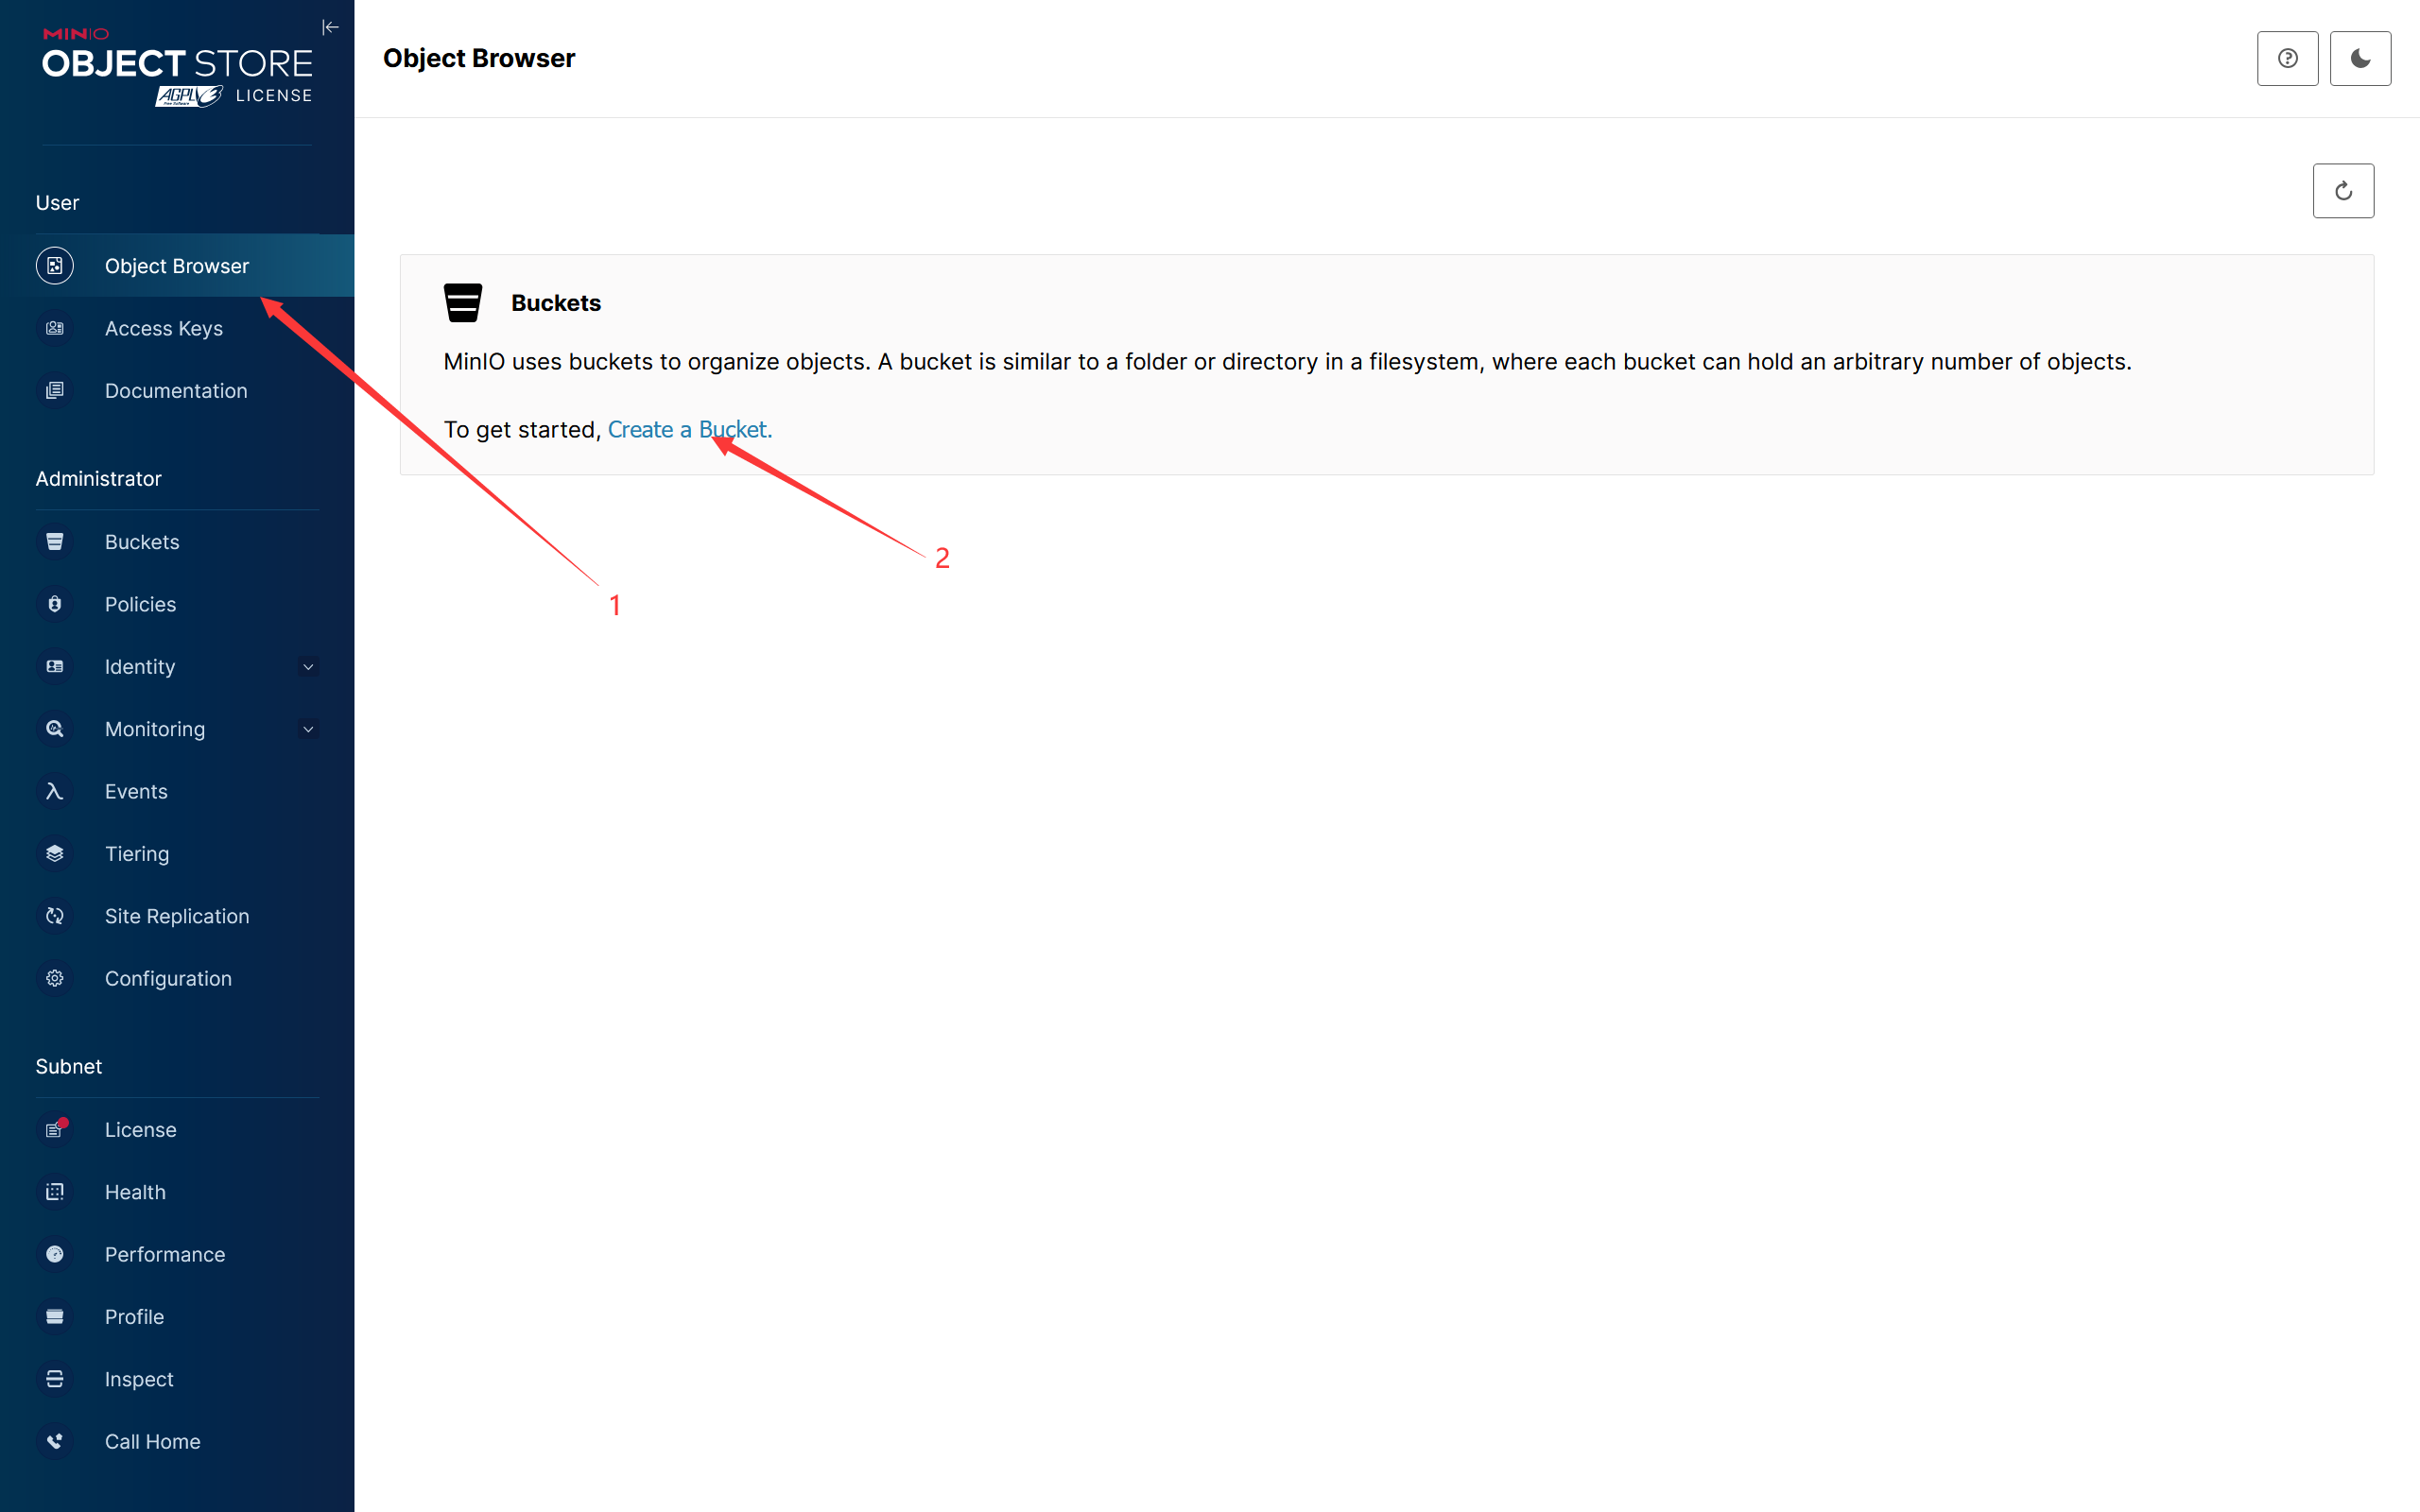 MINIO
OBJECT STORE
AGPL
Free Software
LICENSE
User
Object Browser
Access Keys
Documentation
Administrator
Buckets
Policies
Identity
Monitoring
Events
Tiering
Site Replication
Configuration
Subnet
License
Health
Performance
Profile
Inspect
Call Home
Object Browser
Buckets
MinIO uses buckets to organize objects. A bucket is similar to a folder or directory in a filesystem, where each bucket can hold an arbitrary number of objects.
To get started, Create a Bucket.
2
1